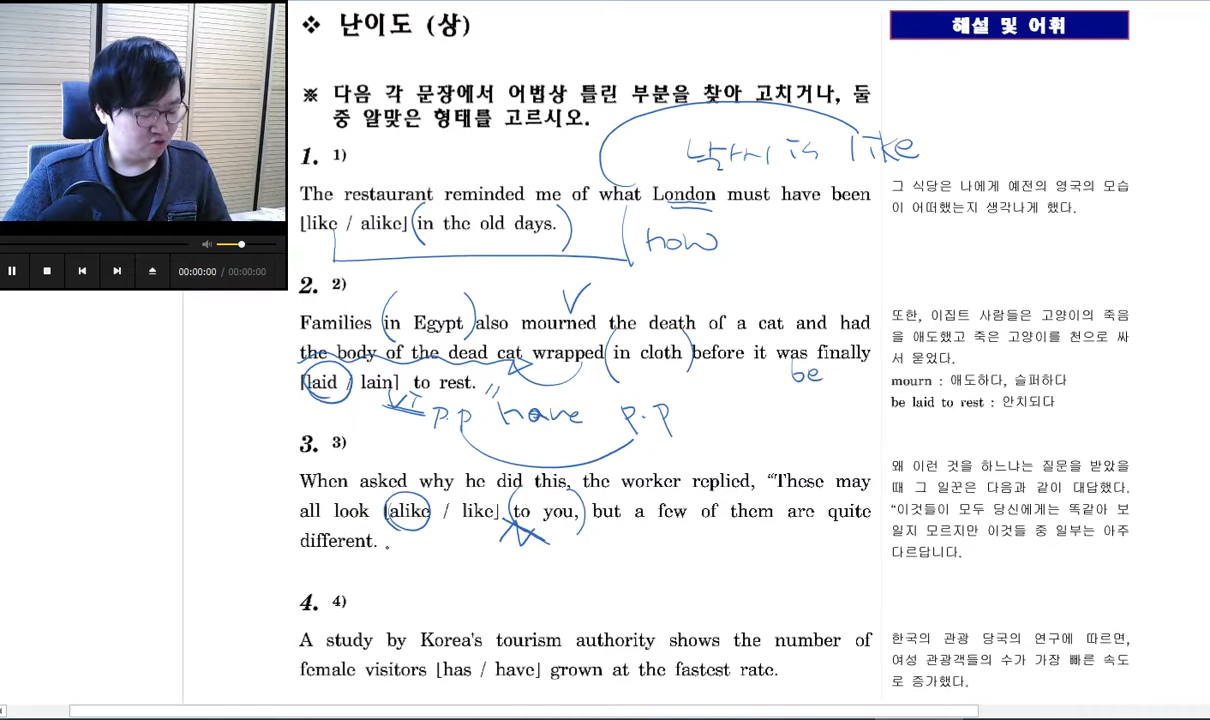 ❖ 난이도 (상)
해설 및 어휘
※ 다음 각 문장에서 어법상 틀린 부분을 찾아 고치거나, 둘
중 알맞은 형태를 고르시오.
1. 1)
날씨 is like
The restaurant reminded me of what London must have been
[like / alike] in the old days.
how
그 식당은 나에게 예전의 영국의 모습
이 어떠했는지 생각나게 했다.
2. 2)
Families in Egypt also mourned the death of a cat and had
the body of the dead cat wrapped in cloth before it was finally
be
[laid / lain] to rest.
VI p.p have p.p
또한, 이집트 사람들은 고양이의 죽음
을 애도했고 죽은 고양이를 천으로 싸
서 묻었다.
mourn : 애도하다, 슬퍼하다
be laid to rest : 안치되다
3. 3)
When asked why he did this, the worker replied, “These may
all look [alike / like] to you, but a few of them are quite
different.
왜 이런 것을 하느냐는 질문을 받았을
때 그 일꾼은 다음과 같이 대답했다.
“이것들이 모두 당신에게는 똑같아 보
일지 모르지만 이것들 중 일부는 아주
다르답니다.
4. 4)
A study by Korea's tourism authority shows the number of
female visitors [has / have] grown at the fastest rate.
한국의 관광 당국의 연구에 따르면,
여성 관광객들의 수가 가장 빠른 속도
로 증가했다.
00:00:00 / 00:00:00